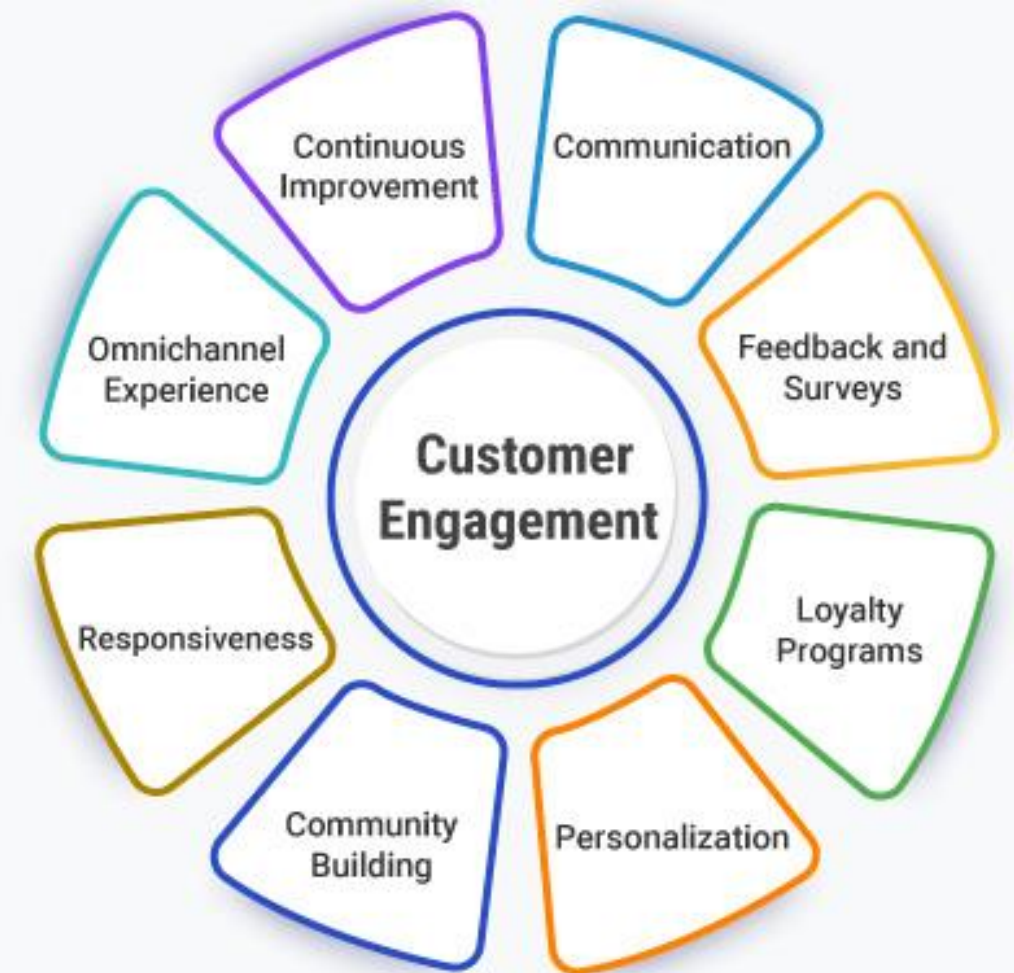 Continuous
Improvement
Communication
Omnichannel
Experience
Feedback and
Surveys
Customer
Engagement
Responsiveness
Loyalty
Programs
Community
Building
Personalization